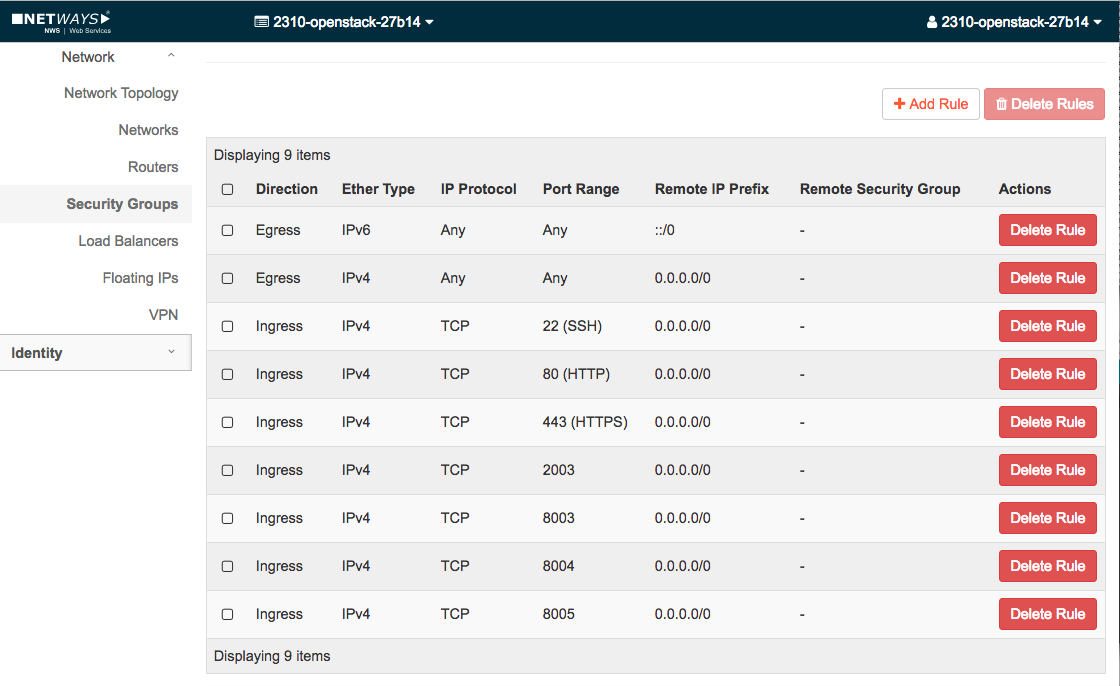 NETWAYS®
NWS | Web Services
2310-openstack-27b14
2310-openstack-27b14
Network
Network Topology
Networks
Routers
Security Groups
Load Balancers
Floating IPs
VPN
Identity
Add Rule
Delete Rules
Displaying 9 items
Direction Ether Type IP Protocol Port Range Remote IP Prefix Remote Security Group Actions
Egress IPv6 Any Any ::/0 - Delete Rule
Egress IPv4 Any Any 0.0.0.0/0 - Delete Rule
Ingress IPv4 TCP 22 (SSH) 0.0.0.0/0 - Delete Rule
Ingress IPv4 TCP 80 (HTTP) 0.0.0.0/0 - Delete Rule
Ingress IPv4 TCP 443 (HTTPS) 0.0.0.0/0 - Delete Rule
Ingress IPv4 TCP 2003 0.0.0.0/0 - Delete Rule
Ingress IPv4 TCP 8003 0.0.0.0/0 - Delete Rule
Ingress IPv4 TCP 8004 0.0.0.0/0 - Delete Rule
Ingress IPv4 TCP 8005 0.0.0.0/0 - Delete Rule
Displaying 9 items